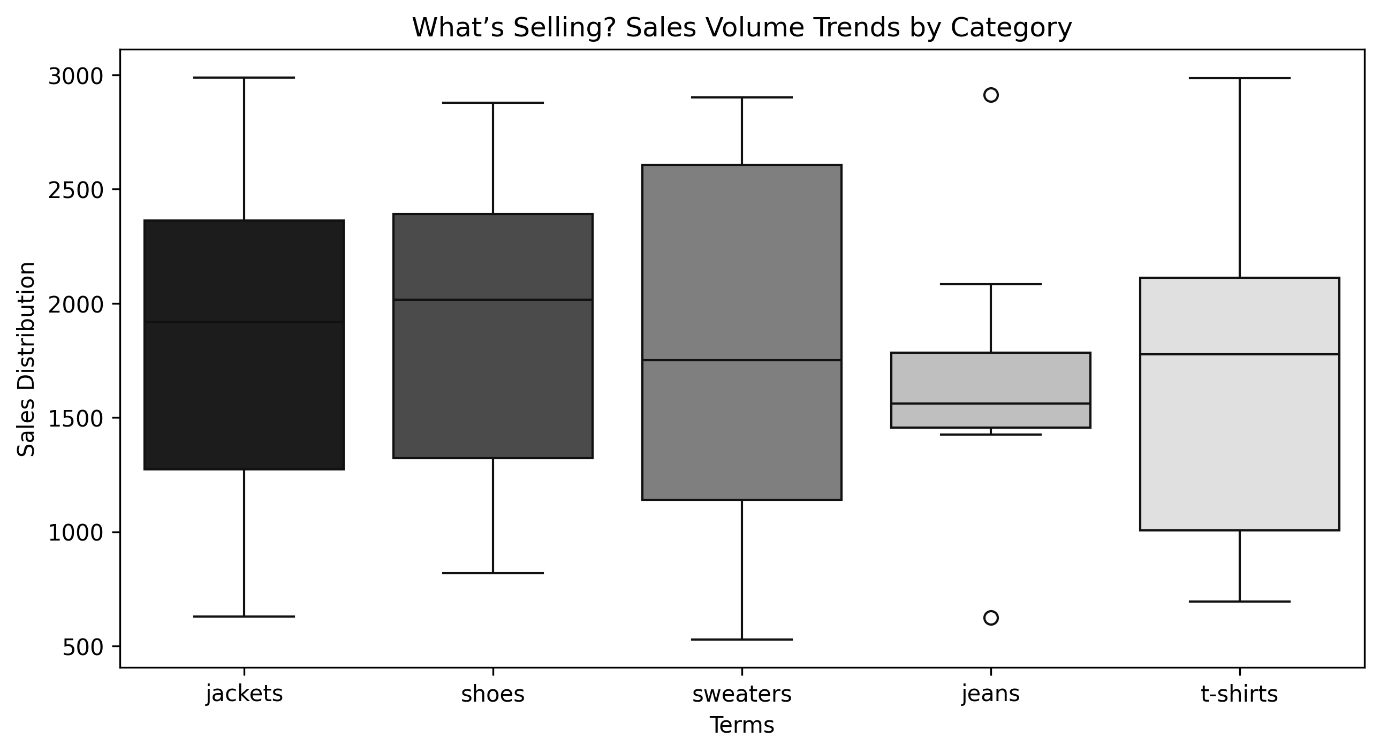 What’s Selling? Sales Volume Trends by Category
3000
2500
2000
1500
1000
500
Sales Distribution
jackets
shoes
sweaters
jeans
t-shirts
Terms